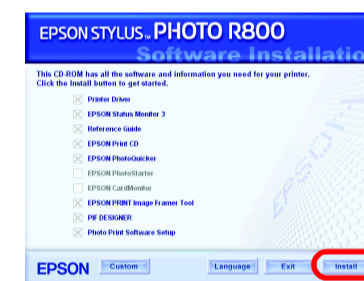 EPSON STYLUS™ PHOTO R800
Software Installatio
This CD-ROM has all the software and information you need for your printer.
Click the Install button to get started.
Printer Driver
EPSON Status Monitor 3
Reference Guide
EPSON Print CD
EPSON PhotoQuicker
EPSON PhotoStarter
EPSON CardMonitor
EPSON PRINT Image Framer Tool
PIF DESIGNER
Photo Print Software Setup
EPSON
EPSON Custom Language Exit Install